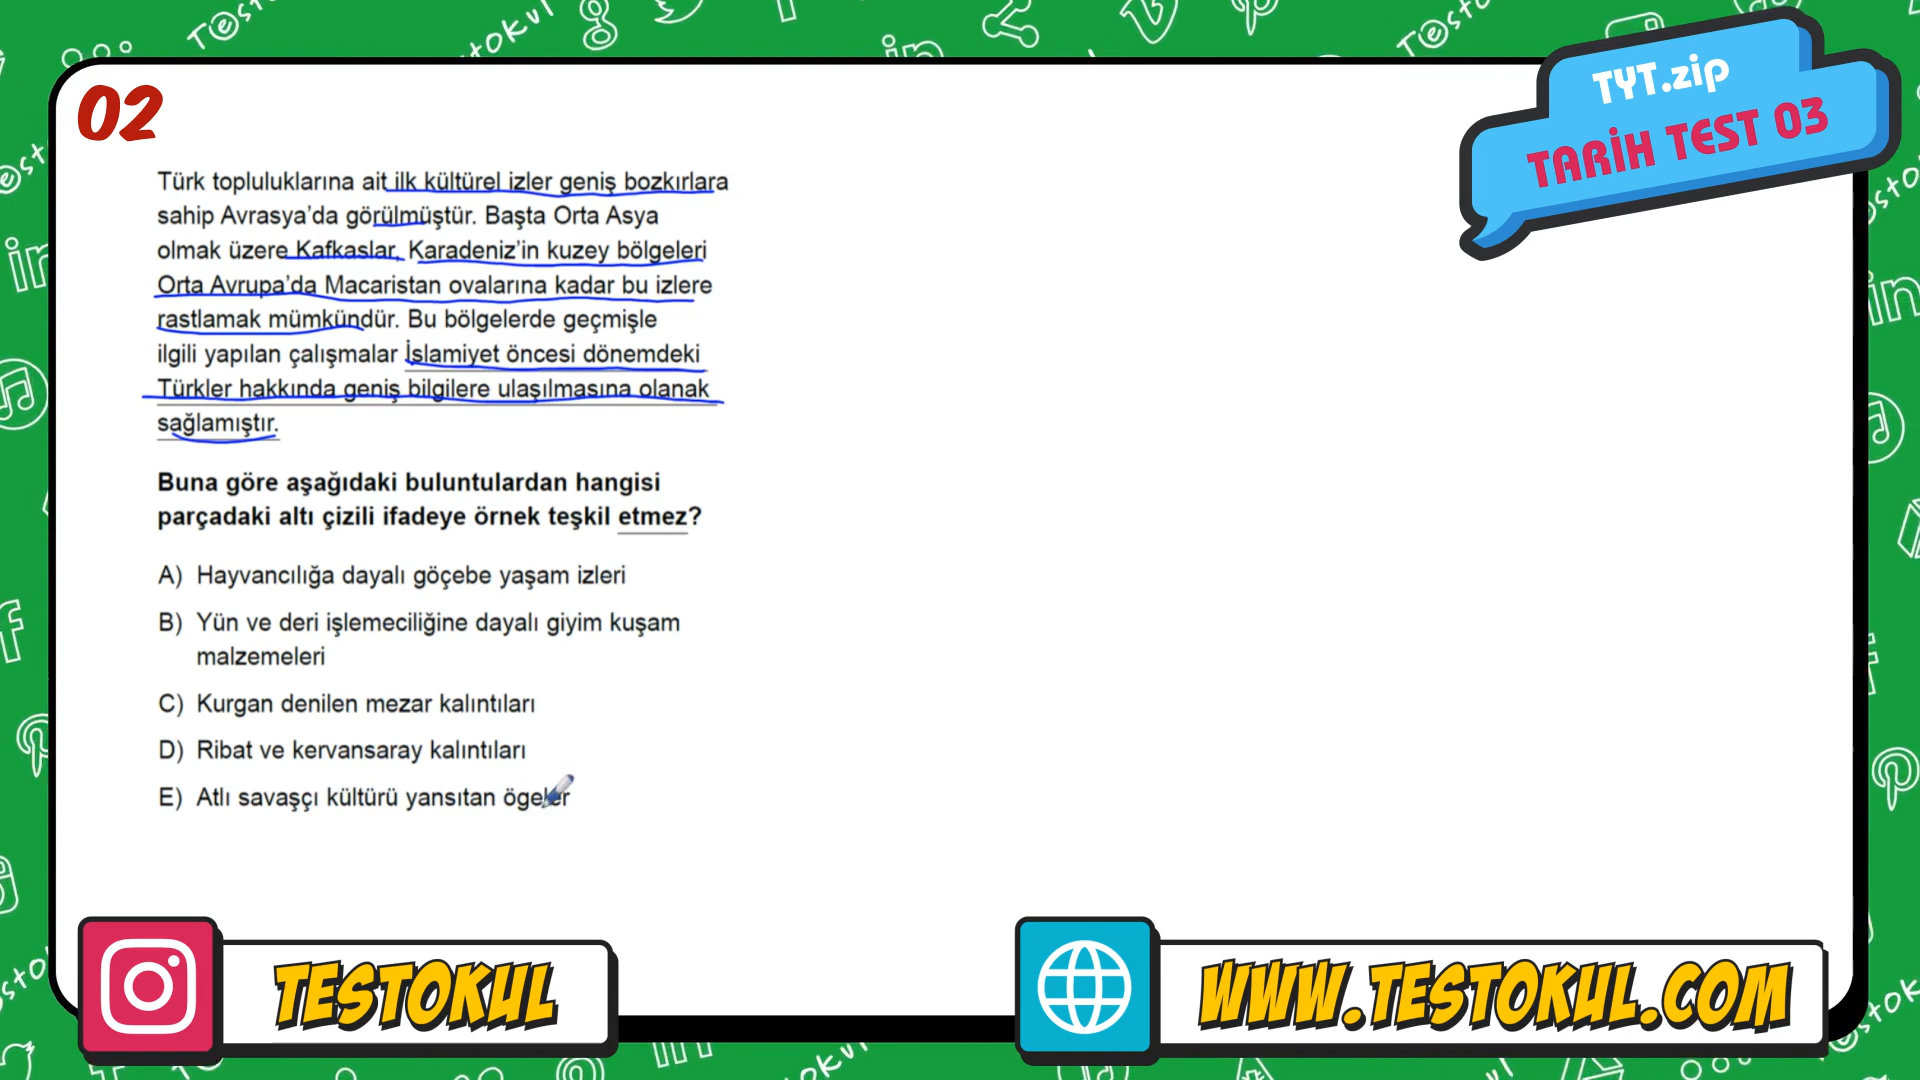 02
TYT.zip
TARİH TEST 03
Türk topluluklarına ait ilk kültürel izler geniş bozkırlara
sahip Avrasya’da görülmüştür. Başta Orta Asya
olmak üzere Kafkaslar, Karadeniz’in kuzey bölgeleri
Orta Avrupa’da Macaristan ovalarına kadar bu izlere
rastlamak mümkündür. Bu bölgelerde geçmişle
ilgili yapılan çalışmalar İslamiyet öncesi dönemdeki
Türkler hakkında geniş bilgilere ulaşılmasına olanak
sağlamıştır.
Buna göre aşağıdaki buluntulardan hangisi
parçadaki altı çizili ifadeye örnek teşkil etmez?
A) Hayvancılığa dayalı göçebe yaşam izleri
B) Yün ve deri işlemeciliğine dayalı giyim kuşam
malzemeleri
C) Kurgan denilen mezar kalıntıları
D) Ribat ve kervansaray kalıntıları
E) Atlı savaşçı kültürü yansıtan ögeler
TESTOKUL
WWW.TESTOKUL.COM